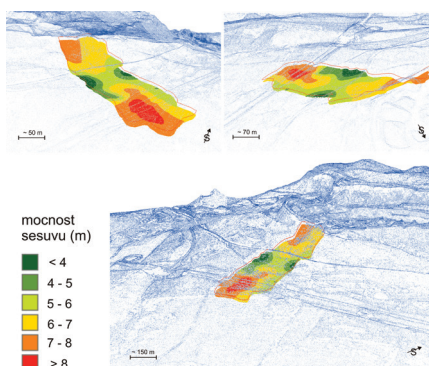 ~ 50 m
S
~ 70 m
S
mocnost
sesuvu (m)
< 4
4 - 5
5 - 6
6 - 7
7 - 8
> 8
~ 150 m
S